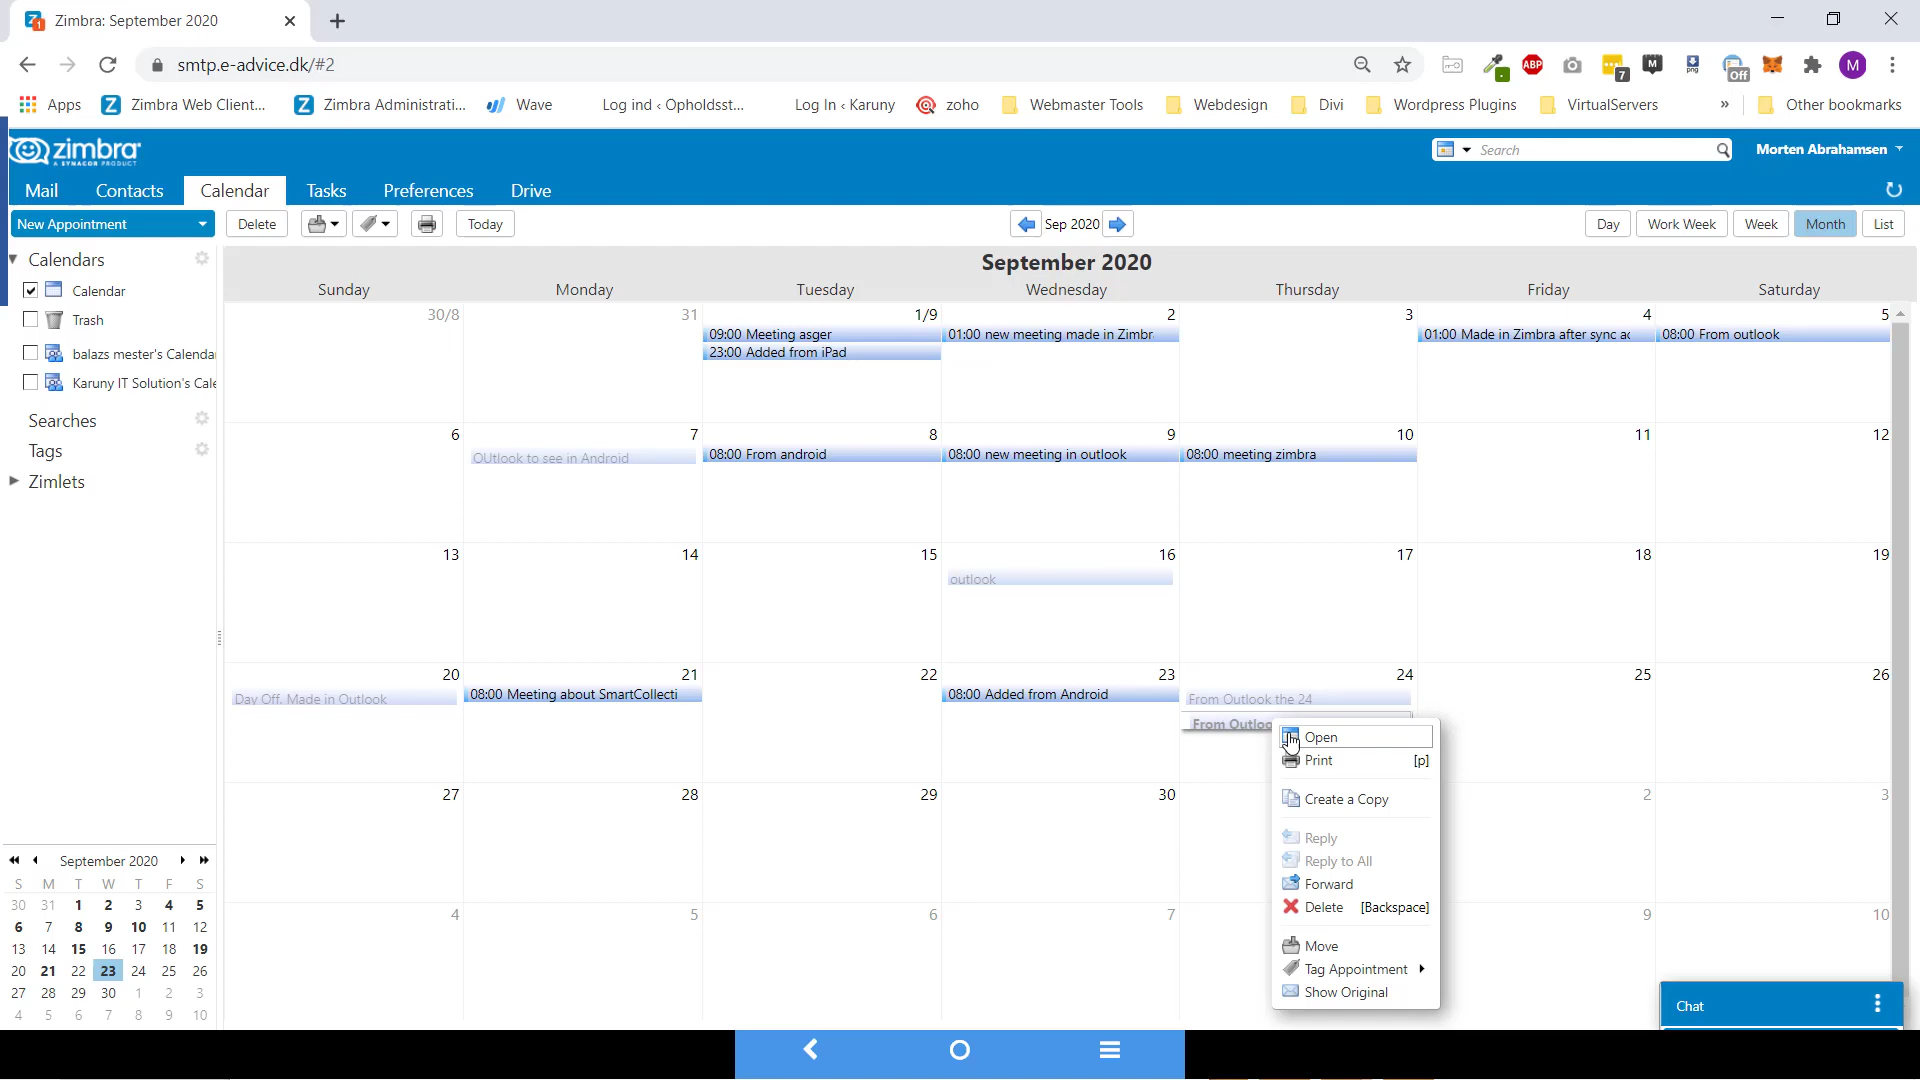 Zimbra: September 2020
smtp.e-advice.dk/#2
ABP
7
M
png
Off
M
Apps
Zimbra Web Client...
Zimbra Administrati...
Wave
Log ind ‹ Opholdsst...
Log In ‹ Karuny
zoho
Webmaster Tools
Webdesign
Divi
Wordpress Plugins
VirtualServers
»
Other bookmarks
zimbra
A SYNACOR PRODUCT
Search
Morten Abrahamsen
Mail
Contacts
Calendar
Tasks
Preferences
Drive
New Appointment
Delete
Today
Sep 2020
Day
Work Week
Week
Month
List
Calendars
Calendar
Trash
balazs mester's Calenda
Karuny IT Solution's Cale
Searches
Tags
Zimlets
September 2020
Sunday Monday Tuesday Wednesday Thursday Friday Saturday
30/8 31 1/9 2 3 4 5
09:00 Meeting asger
01:00 new meeting made in Zimbr
01:00 Made in Zimbra after sync ac
08:00 From outlook
23:00 Added from iPad
6 7 8 9 10 11 12
OUtlook to see in Android
08:00 From android
08:00 new meeting in outlook
08:00 meeting zimbra
13 14 15 16 17 18 19
outlook
20 21 22 23 24 25 26
Day Off. Made in Outlook
08:00 Meeting about SmartCollecti
08:00 Added from Android
From Outlook the 24
From Outloo
27 28 29 30 2 3
4 5 6 7 9 10
Open
Print [p]
Create a Copy
Reply
Reply to All
Forward
Delete [Backspace]
Move
Tag Appointment
Show Original
September 2020
S M T W T F S
30 31 1 2 3 4 5
6 7 8 9 10 11 12
13 14 15 16 17 18 19
20 21 22 23 24 25 26
27 28 29 30 1 2 3
4 5 6 7 8 9 10
Chat